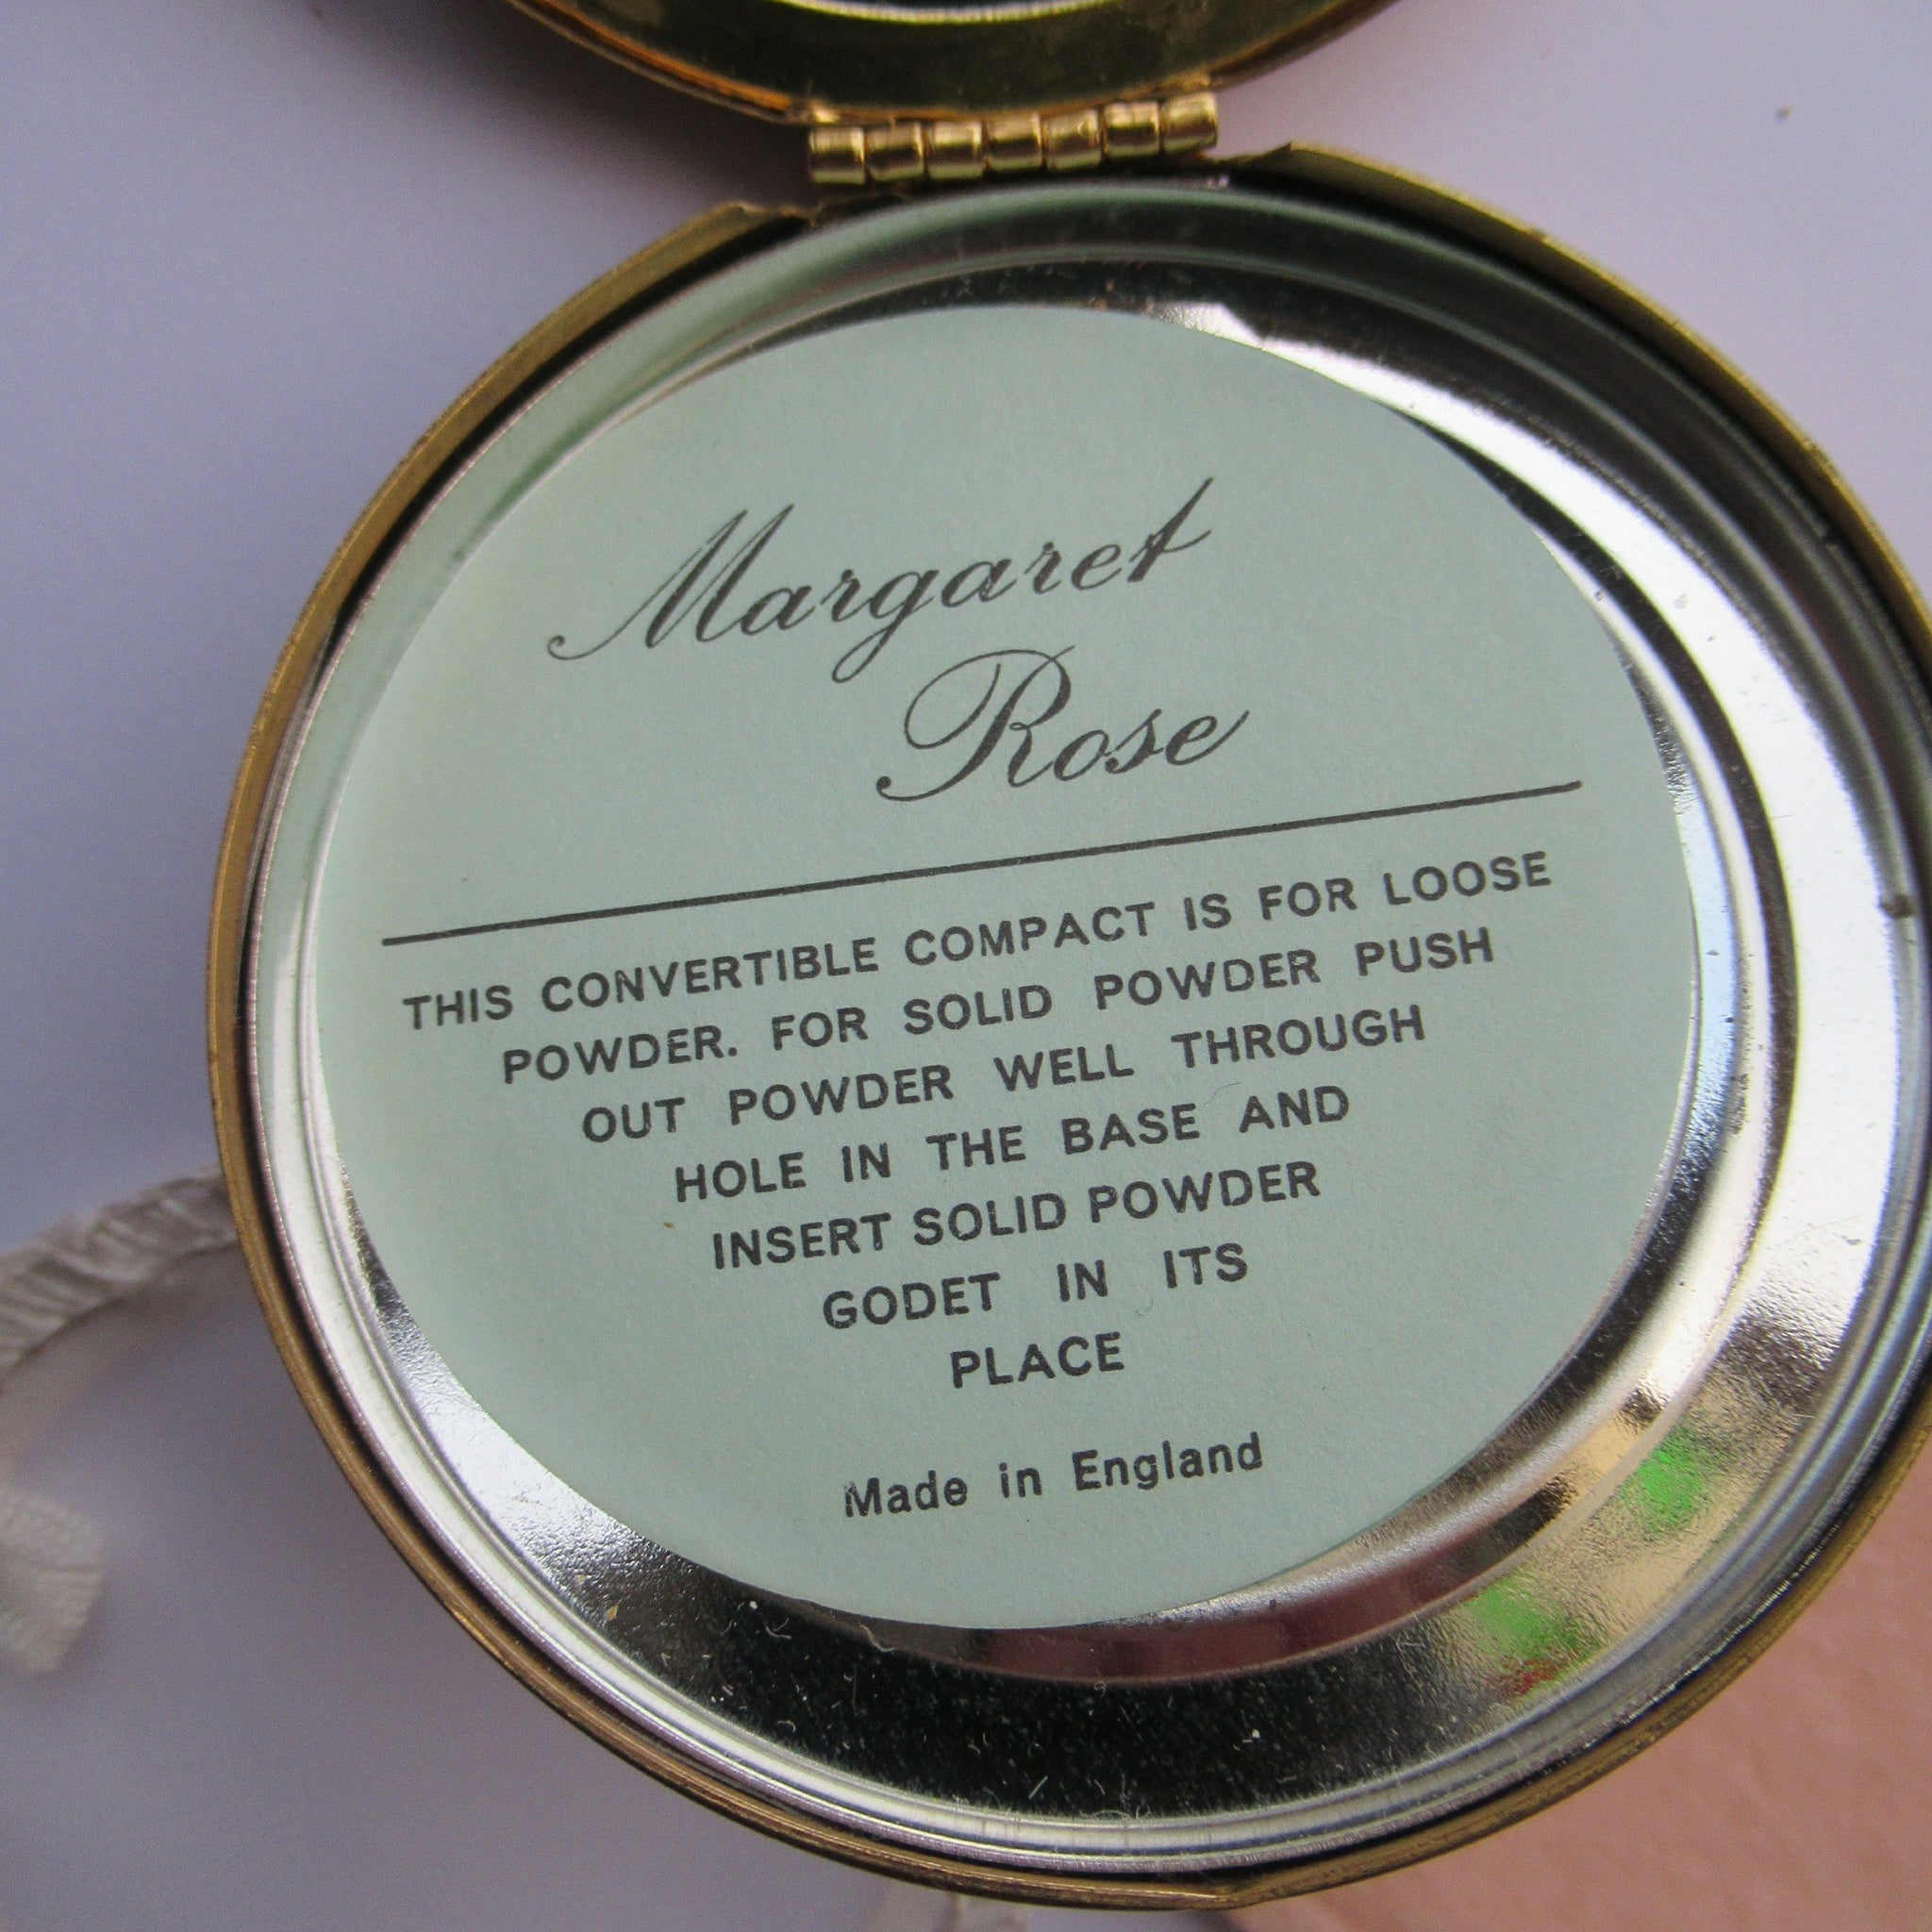 Margaret
Rose
THIS CONVERTIBLE COMPACT IS FOR LOOSE
POWDER. FOR SOLID POWDER PUSH
OUT POWDER WELL THROUGH
HOLE IN THE BASE AND
INSERT SOLID POWDER
GODET IN ITS
PLACE
Made in England